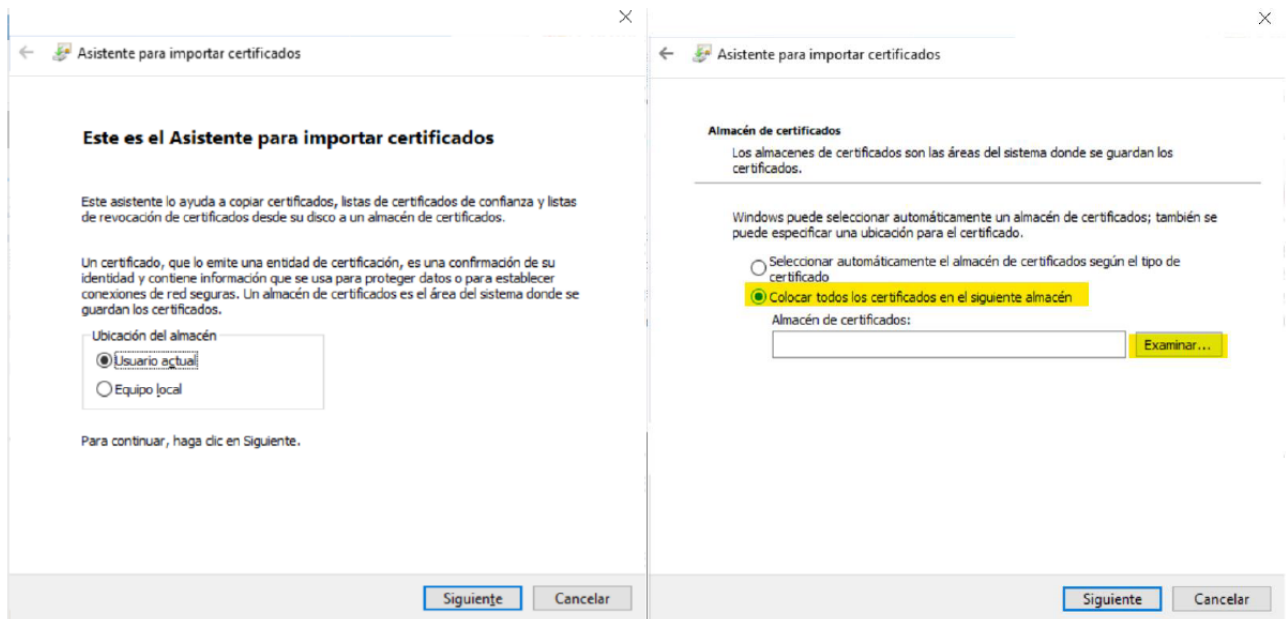 Asistente para importar certificados
Este es el Asistente para importar certificados
Este asistente lo ayuda a copiar certificados, listas de certificados de confianza y listas
de revocación de certificados desde su disco a un almacén de certificados.
Un certificado, que lo emite una entidad de certificación, es una confirmación de su
identidad y contiene información que se usa para proteger datos o para establecer
conexiones de red seguras. Un almacén de certificados es el área del sistema donde se
guardan los certificados.
Ubicación del almacén
Usuario actual
Equipo local
Para continuar, haga clic en Siguiente.
Siguiente
Cancelar
Asistente para importar certificados
Almacén de certificados
Los almacenes de certificados son las áreas del sistema donde se guardan los
certificados.
Windows puede seleccionar automáticamente un almacén de certificados; también se
puede especificar una ubicación para el certificado.
Seleccionar automáticamente el almacén de certificados según el tipo de
certificado
Colocar todos los certificados en el siguiente almacén
Almacén de certificados:
Examinar...
Siguiente
Cancelar